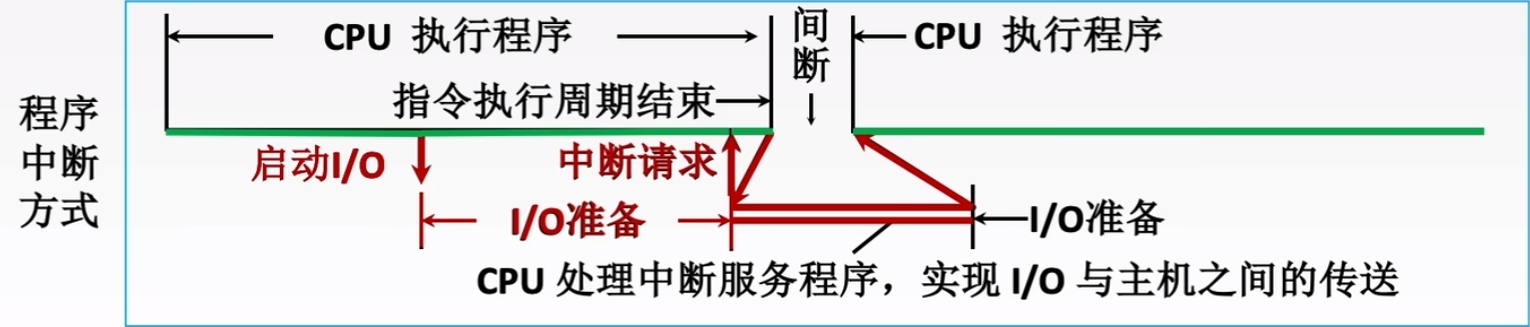 程序
中断
方式
CPU 执行程序
间
断
CPU 执行程序
指令执行周期结束
启动I/O
中断请求
I/O准备
I/O准备
CPU 处理中断服务程序，实现 I/O 与主机之间的传送